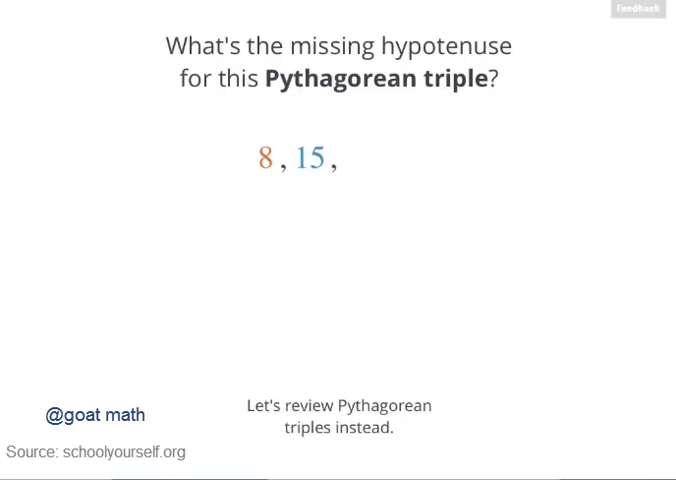 Feedback
What's the missing hypotenuse
for this Pythagorean triple?
8 , 15 ,
Let's review Pythagorean
triples instead.
@goat math
Source: schoolyourself.org